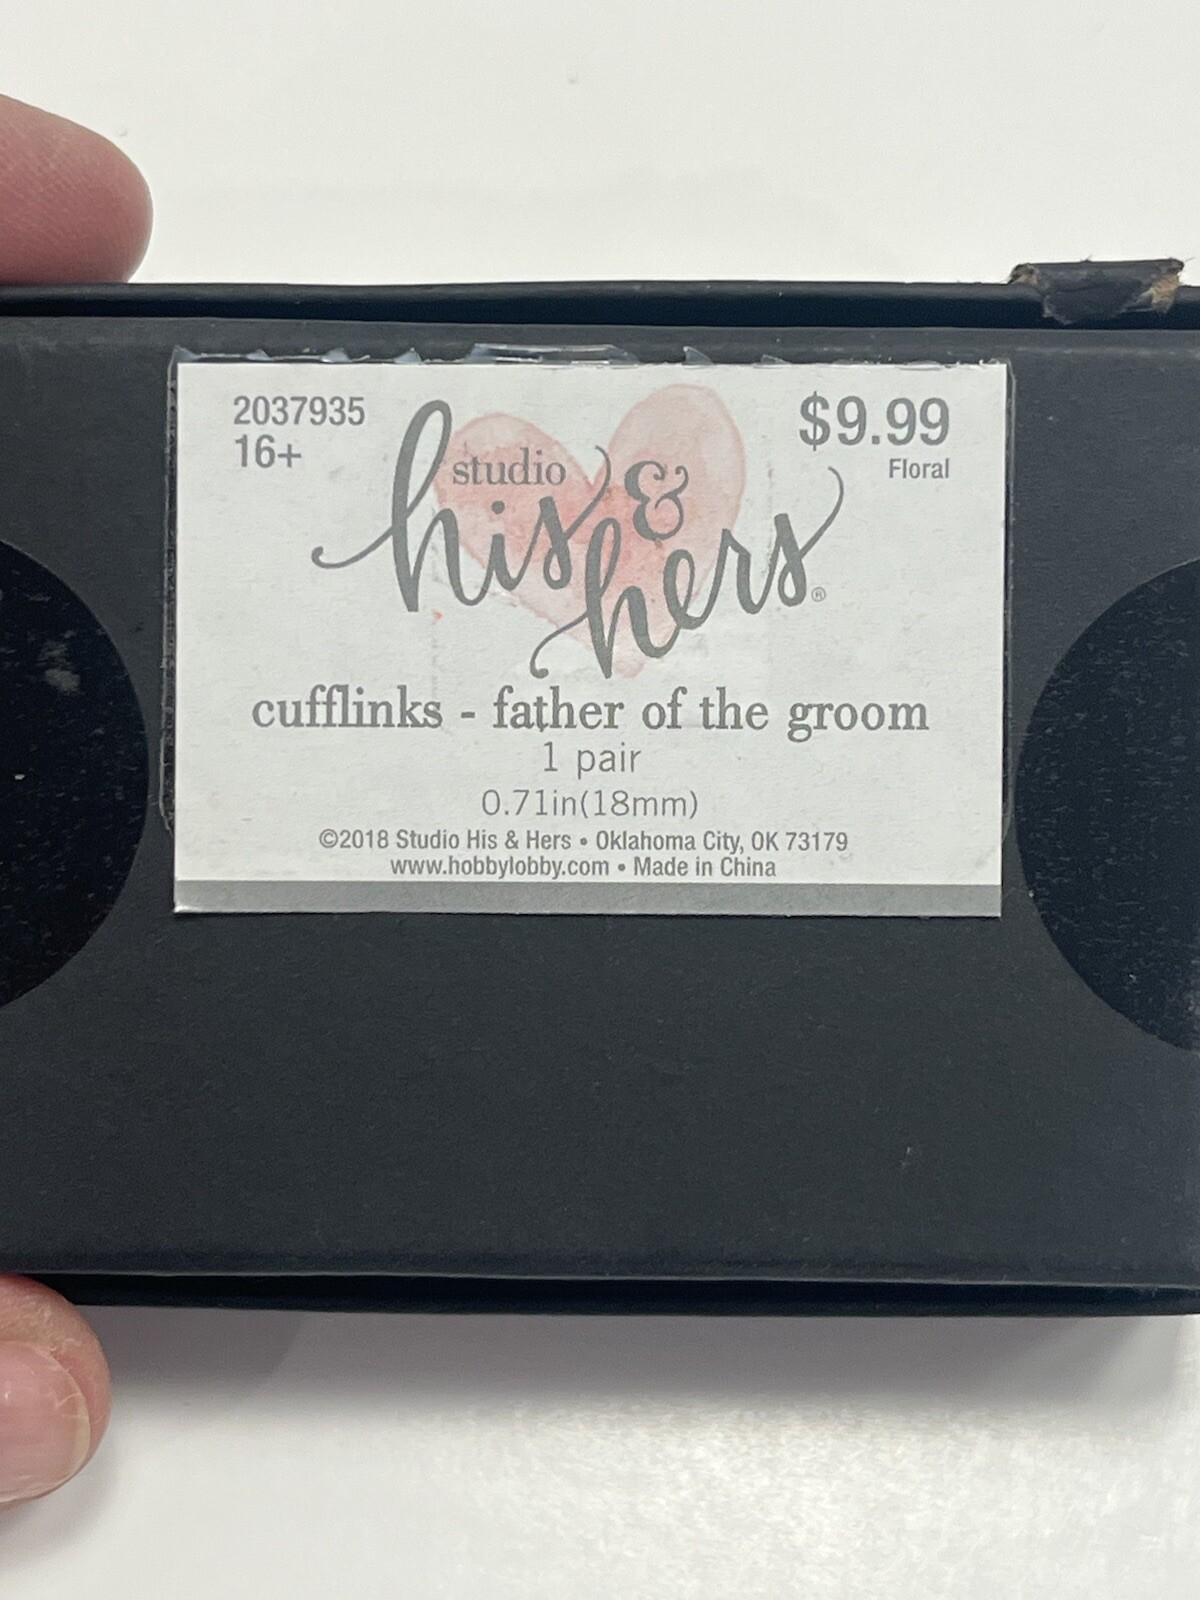 2037935
16+
$9.99
Floral
studio
his &
hers®
cufflinks - father of the groom
1 pair
0.71in(18mm)
©2018 Studio His & Hers • Oklahoma City, OK 73179
www.hobbylobby.com • Made in China